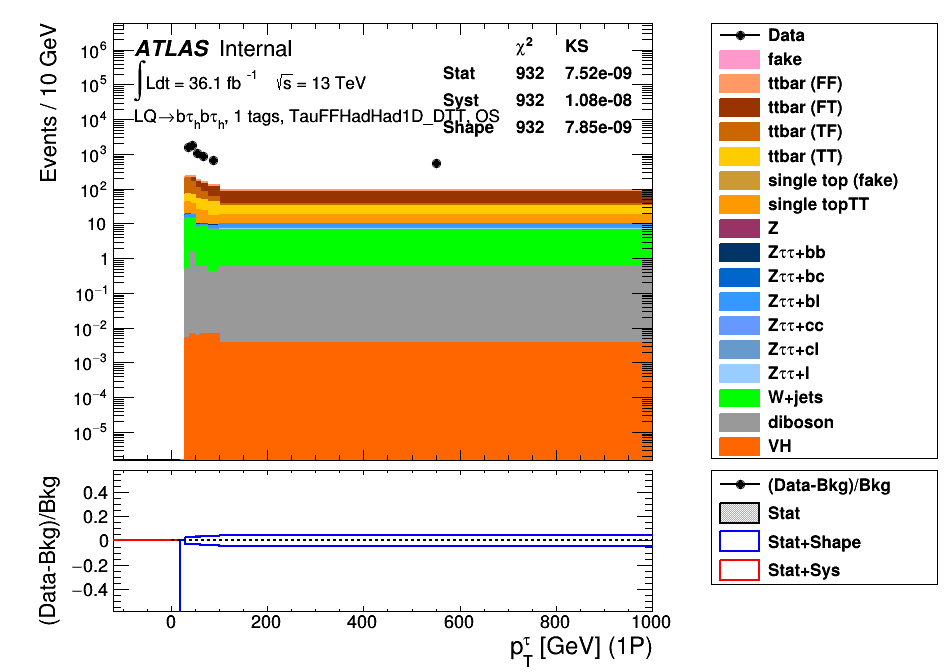 Events / 10 GeV
10⁶
10⁵
10⁴
10³
10²
10
1
10⁻¹
10⁻²
10⁻³
10⁻⁴
10⁻⁵
ATLAS Internal
∫Ldt = 36.1 fb⁻¹ √s = 13 TeV
LQ→bτₕbτₕ, 1 tags, TauFFHadHad1D_DTT, OS
χ² KS
Stat 932 7.52e-09
Syst 932 1.08e-08
Shape 932 7.85e-09
Data
fake
ttbar (FF)
ttbar (FT)
ttbar (TF)
ttbar (TT)
single top (fake)
single topTT
Z
Zττ+bb
Zττ+bc
Zττ+bl
Zττ+cc
Zττ+cl
Zττ+l
W+jets
diboson
VH
(Data-Bkg)/Bkg
0.4
0.2
0
−0.2
−0.4
0 200 400 600 800 1000
p_T^τ [GeV] (1P)
(Data-Bkg)/Bkg
Stat
Stat+Shape
Stat+Sys